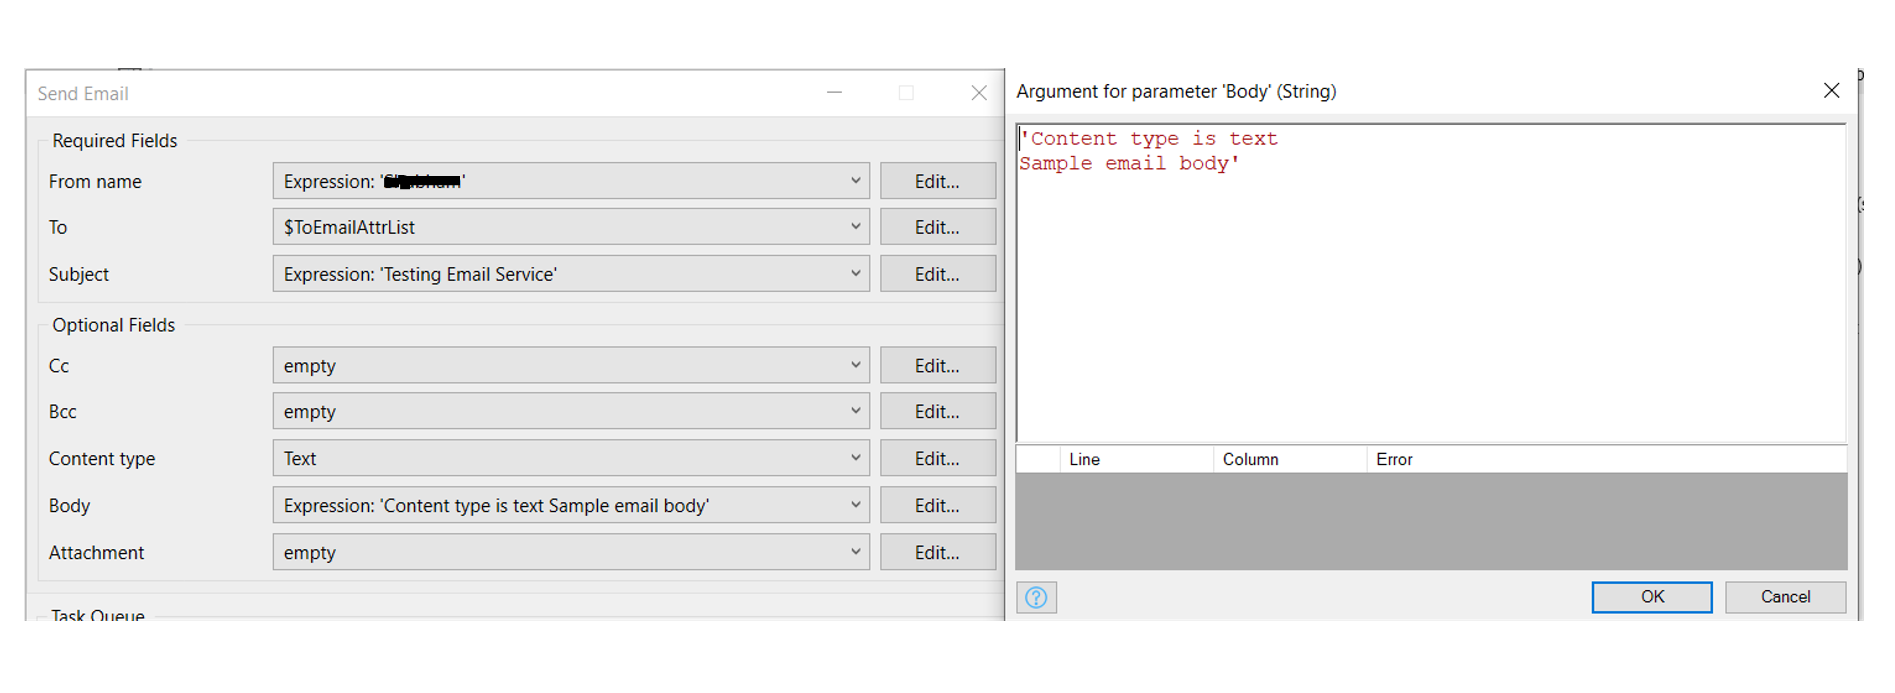 Send Email
Required Fields
From name
Expression: '
'
Edit...
To
$ToEmailAttrList
Edit...
Subject
Expression: 'Testing Email Service'
Edit...
Optional Fields
Cc
empty
Edit...
Bcc
empty
Edit...
Content type
Text
Edit...
Body
Expression: 'Content type is text Sample email body'
Edit...
Attachment
empty
Edit...
Task Queue
Argument for parameter 'Body' (String)
'Content type is text
Sample email body'
Line
Column
Error
?
OK
Cancel